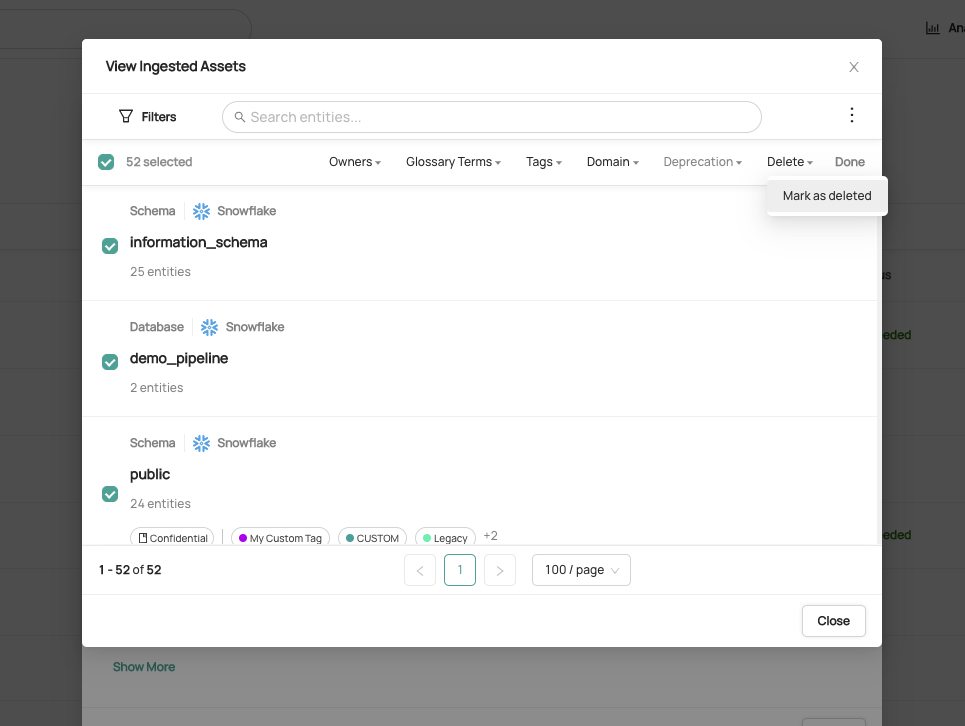 Ana
View Ingested Assets
Filters
Search entities...
52 selected
Owners
Glossary Terms
Tags
Domain
Deprecation
Delete
Done
Mark as deleted
Schema
Snowflake
information_schema
25 entities
us
Database
Snowflake
eeded
demo_pipeline
2 entities
Schema
Snowflake
public
24 entities
Confidential
My Custom Tag
CUSTOM
Legacy
+2
eeded
1 - 52 of 52
<
1
>
100 / page
Close
Show More